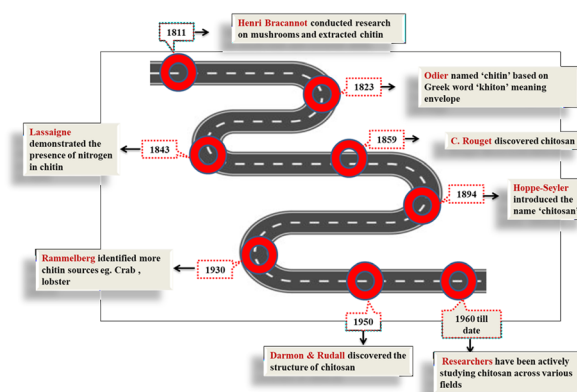 1811
Henri Bracannot conducted research
on mushrooms and extracted chitin
1823
Odier named ‘chitin’ based on
Greek word ‘khiton’ meaning
envelope
Lassaigne
demonstrated the
presence of nitrogen
in chitin
1843
1859
C. Rouget discovered chitosan
1894
Hoppe-Seyler
introduced the
name ‘chitosan’
Rammelberg identified more
chitin sources eg. Crab ,
lobster
1930
1950
Darmon & Rudall discovered the
structure of chitosan
1960 till
date
Researchers have been actively
studying chitosan across various
fields